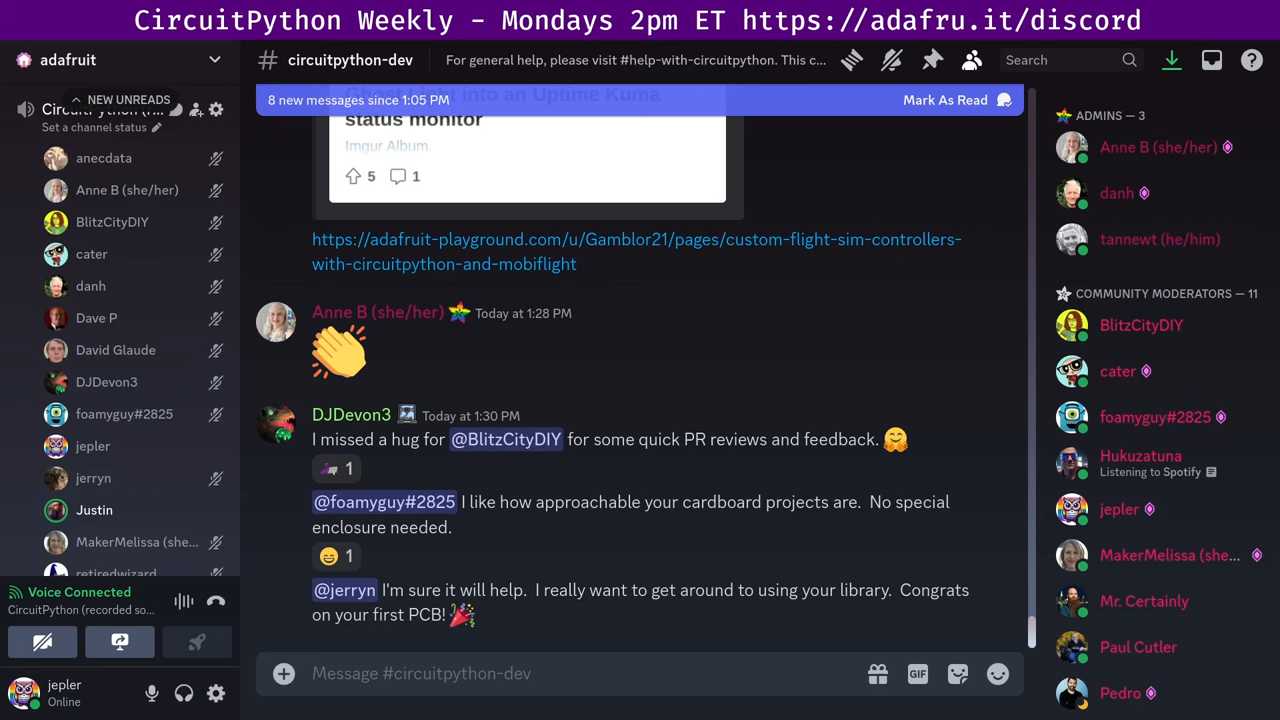 CircuitPython Weekly - Mondays 2pm ET https://adafru.it/discord
adafruit
NEW UNREADS
Set a channel status
anecdata
Anne B (she/her)
BlitzCityDIY
cater
danh
Dave P
David Glaude
DJDevon3
foamyguy#2825
jepler
jerryn
Justin
MakerMelissa (she...
retiredwizard
Voice Connected
CircuitPython (recorded so...
jepler
Online
# circuitpython-dev
For general help, please visit #help-with-circuitpython. This c...
Search
8 new messages since 1:05 PM
Mark As Read
Ghost Light into an Uptime Kuma
status monitor
Imgur Album.
5 1
https://adafruit-playground.com/u/Gamblor21/pages/custom-flight-sim-controllers-
with-circuitpython-and-mobiflight
Anne B (she/her) Today at 1:28 PM
DJDevon3 Today at 1:30 PM
I missed a hug for @BlitzCityDIY for some quick PR reviews and feedback. 🤗
1
@foamyguy#2825 I like how approachable your cardboard projects are. No special
enclosure needed.
😄 1
@jerryn I'm sure it will help. I really want to get around to using your library. Congrats
on your first PCB! 🎉
Message #circuitpython-dev
GIF
ADMINS — 3
Anne B (she/her)
danh
tannewt (he/him)
COMMUNITY MODERATORS — 11
BlitzCityDIY
cater
foamyguy#2825
Hukuzatuna
Listening to Spotify
jepler
MakerMelissa (she...
Mr. Certainly
Paul Cutler
Pedro